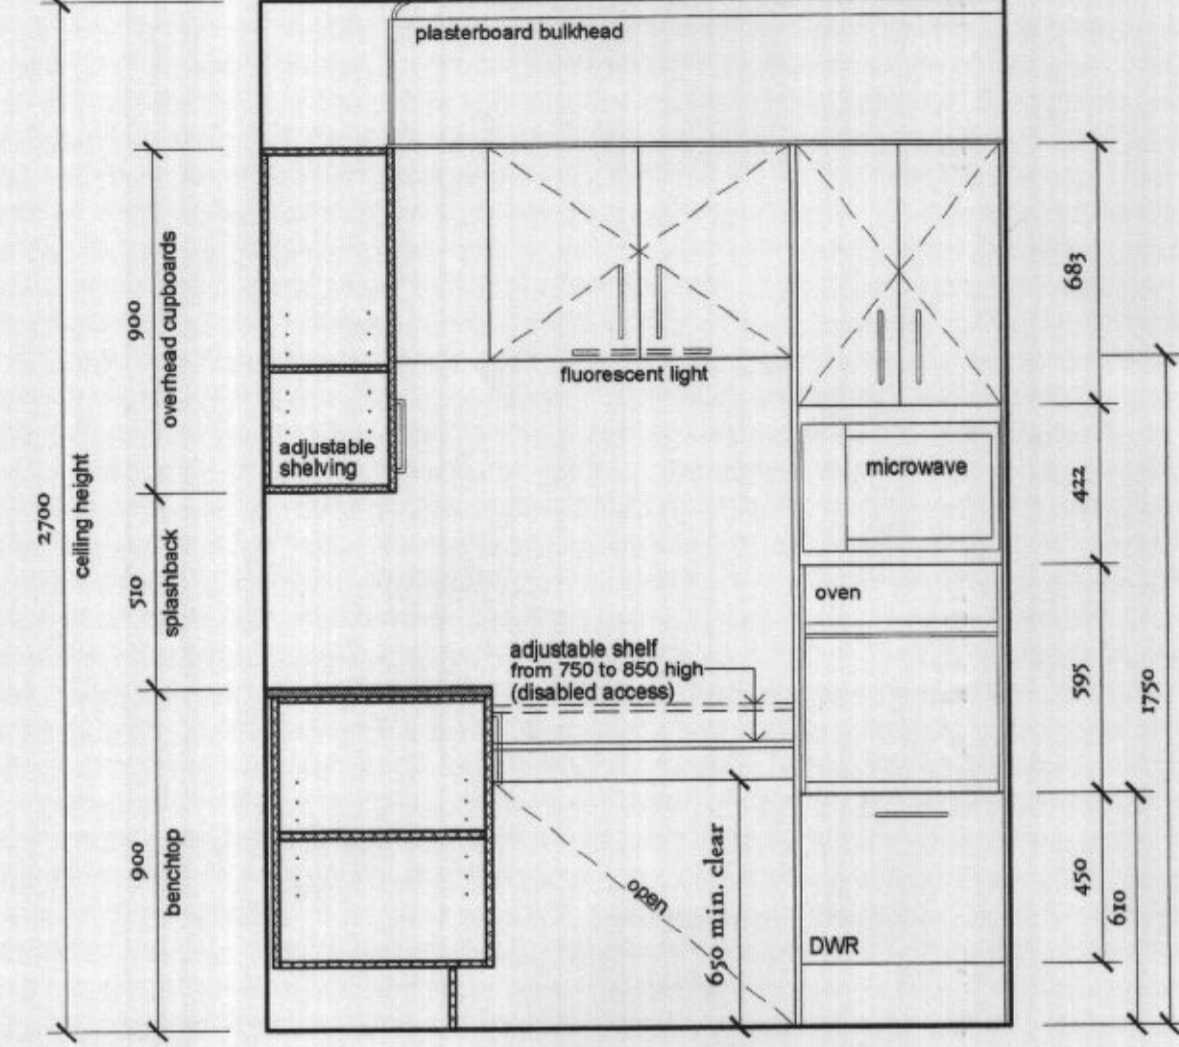 plasterboard bulkhead
900
overhead cupboards
683
fluorescent light
adjustable
shelving
microwave
422
2700
ceiling height
510
splashback
oven
adjustable shelf
from 750 to 850 high
(disabled access)
595
1750
900
benchtop
open
650 min. clear
DWR
450
610